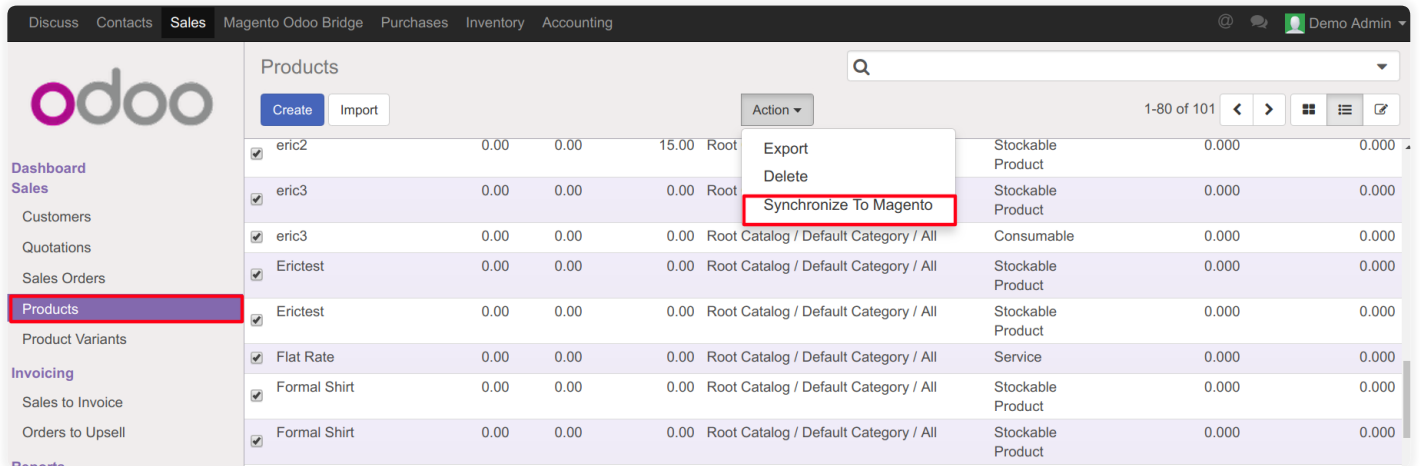 Discuss Contacts Sales Magento Odoo Bridge Purchases Inventory Accounting @ Demo Admin
odoo
Products
Create Import Action 1-80 of 101
Export
Delete
Synchronize To Magento
Dashboard
Sales
Customers
Quotations
Sales Orders
Products
Product Variants
Invoicing
Sales to Invoice
Orders to Upsell
Reports
eric2 0.00 0.00 15.00 Root Stockable Product 0.000 0.000
eric3 0.00 0.00 0.00 Root Stockable Product 0.000 0.000
eric3 0.00 0.00 0.00 Root Catalog / Default Category / All Consumable 0.000 0.000
Erictest 0.00 0.00 0.00 Root Catalog / Default Category / All Stockable Product 0.000 0.000
Erictest 0.00 0.00 0.00 Root Catalog / Default Category / All Stockable Product 0.000 0.000
Flat Rate 0.00 0.00 0.00 Root Catalog / Default Category / All Service 0.000 0.000
Formal Shirt 0.00 0.00 0.00 Root Catalog / Default Category / All Stockable Product 0.000 0.000
Formal Shirt 0.00 0.00 0.00 Root Catalog / Default Category / All Stockable Product 0.000 0.000